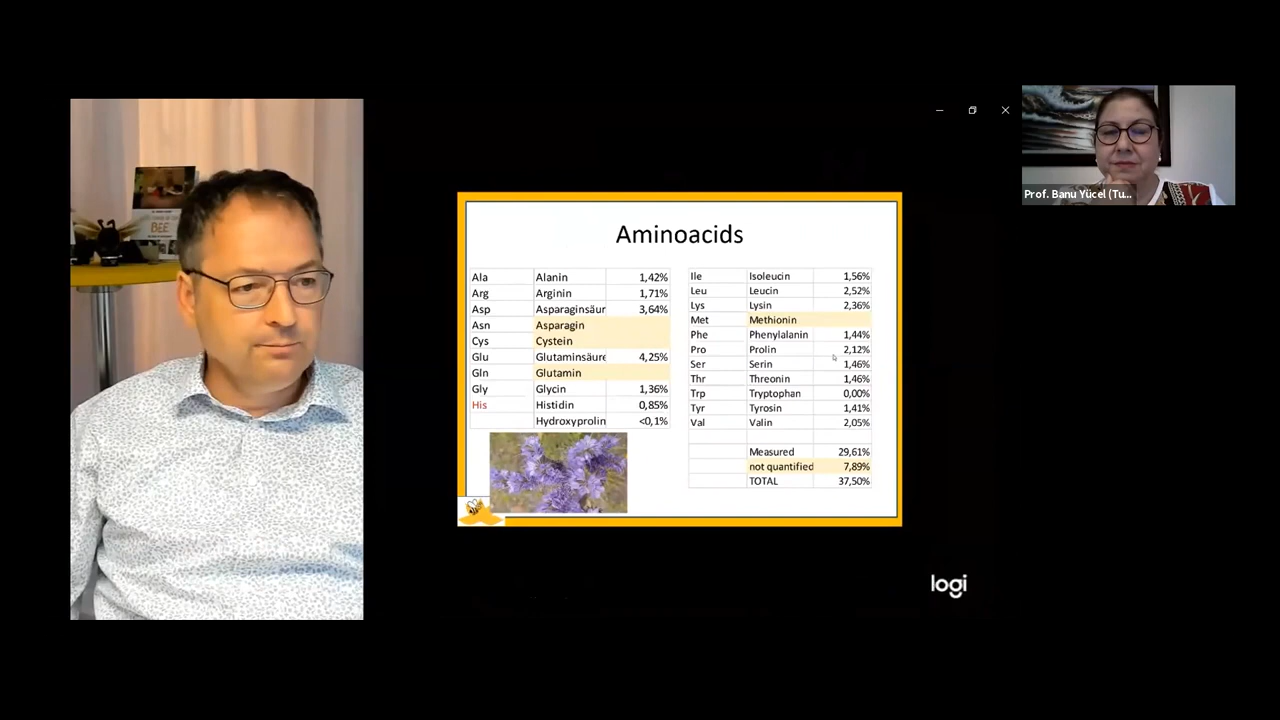 BEE
Prof. Banu Yücel (Tu...
Aminoacids
Ala Alanin 1,42%
Arg Arginin 1,71%
Asp Asparaginsäur 3,64%
Asn Asparagin
Cys Cystein
Glu Glutaminsäure 4,25%
Gln Glutamin
Gly Glycin 1,36%
His Histidin 0,85%
Hydroxyprolin <0,1%
Ile Isoleucin 1,56%
Leu Leucin 2,52%
Lys Lysin 2,36%
Met Methionin
Phe Phenylalanin 1,44%
Pro Prolin 2,12%
Ser Serin 1,46%
Thr Threonin 1,46%
Trp Tryptophan 0,00%
Tyr Tyrosin 1,41%
Val Valin 2,05%
Measured 29,61%
not quantified 7,89%
TOTAL 37,50%
logi